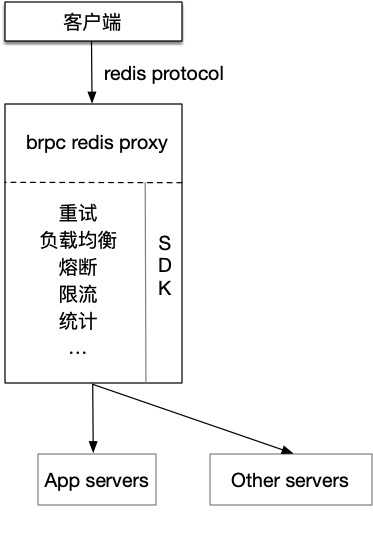 客户端
redis protocol
brpc redis proxy
重试
负载均衡
熔断
限流
统计
...
S
D
K
App servers
Other servers